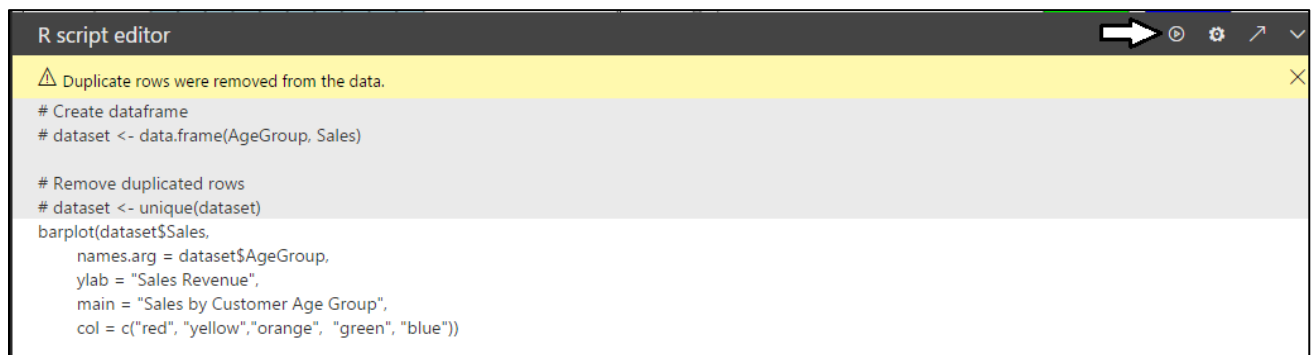 R script editor
Duplicate rows were removed from the data.
# Create dataframe
# dataset <- data.frame(AgeGroup, Sales)
# Remove duplicated rows
# dataset <- unique(dataset)
barplot(dataset$Sales,
names.arg = dataset$AgeGroup,
ylab = "Sales Revenue",
main = "Sales by Customer Age Group",
col = c("red", "yellow","orange",  "green", "blue"))